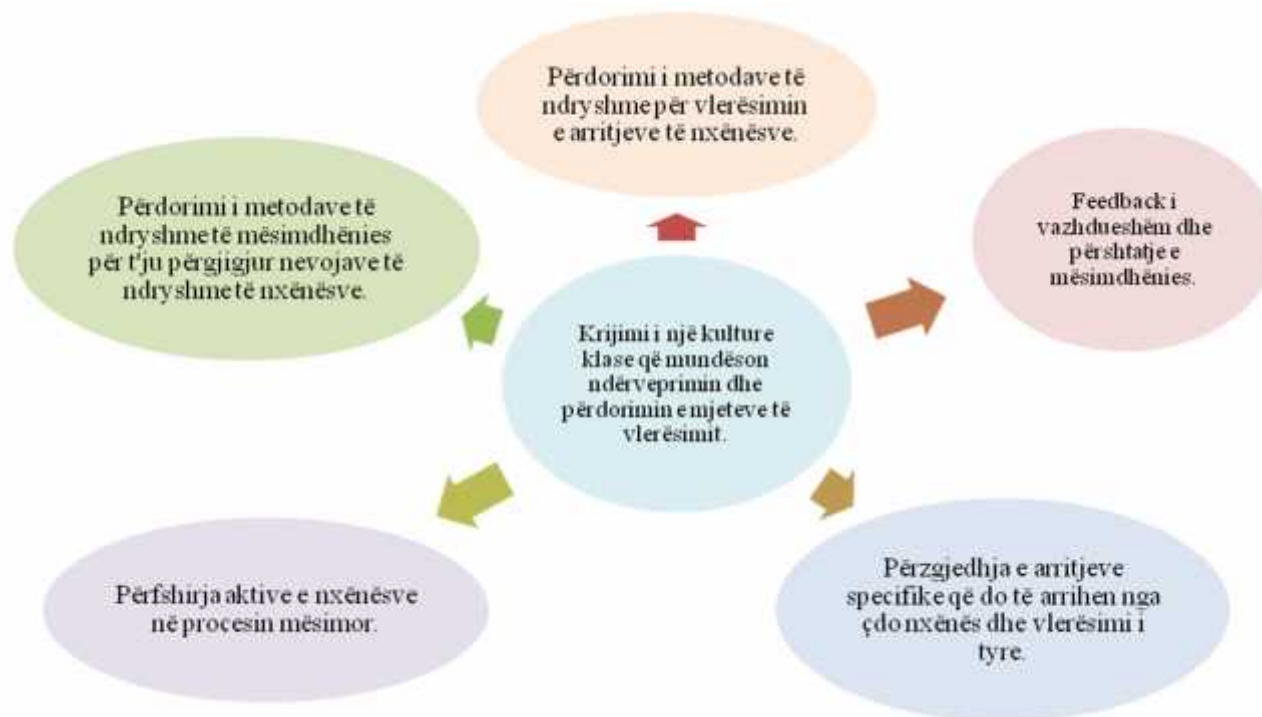 Përdorimi i metodave të
ndryshme për vlerësimin
e arritjeve të nxënësve.
Përdorimi i metodave të
ndryshme të mësimdhënies
për t'ju përgjigjur nevojave të
ndryshme të nxënësve.
Feedback i
vazhdueshëm dhe
përshtatje e
mësimdhënies.
Krijimi i një kulture
klase që mundëson
ndërveprimin dhe
përdorimin e mjeteve të
vlerësimit.
Përfshirja aktive e nxënësve
në proçesin mësimor.
Përzgjedhja e arritjeve
specifike që do të arrihen nga
çdo nxënës dhe vlerësimi i
tyre.